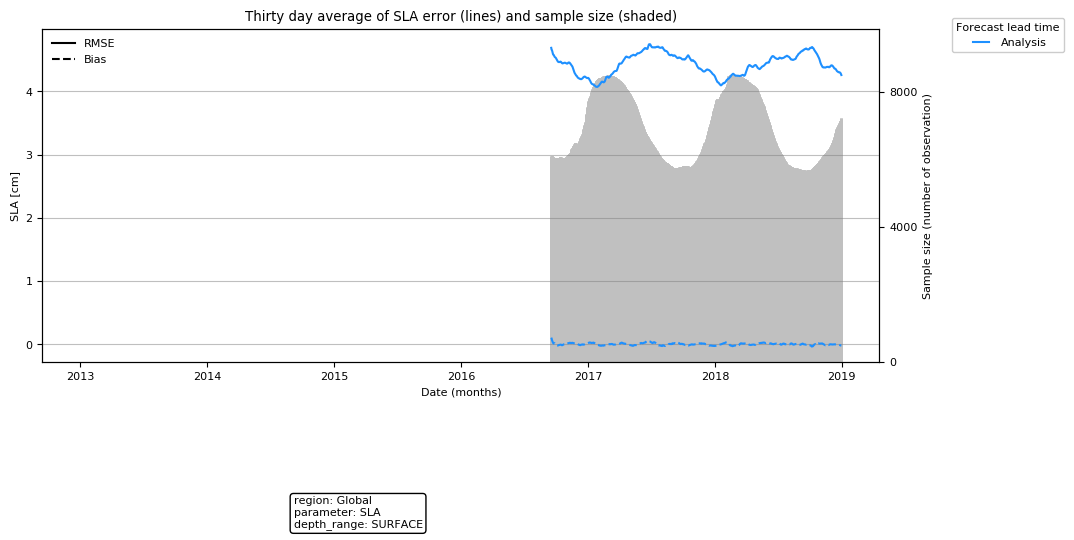 Thirty day average of SLA error (lines) and sample size (shaded)
Forecast lead time
Analysis
RMSE
Bias
4
3
2
1
0
SLA [cm]
8000
4000
0
Sample size (number of observation)
2013 2014 2015 2016 2017 2018 2019
Date (months)
region: Global
parameter: SLA
depth_range: SURFACE